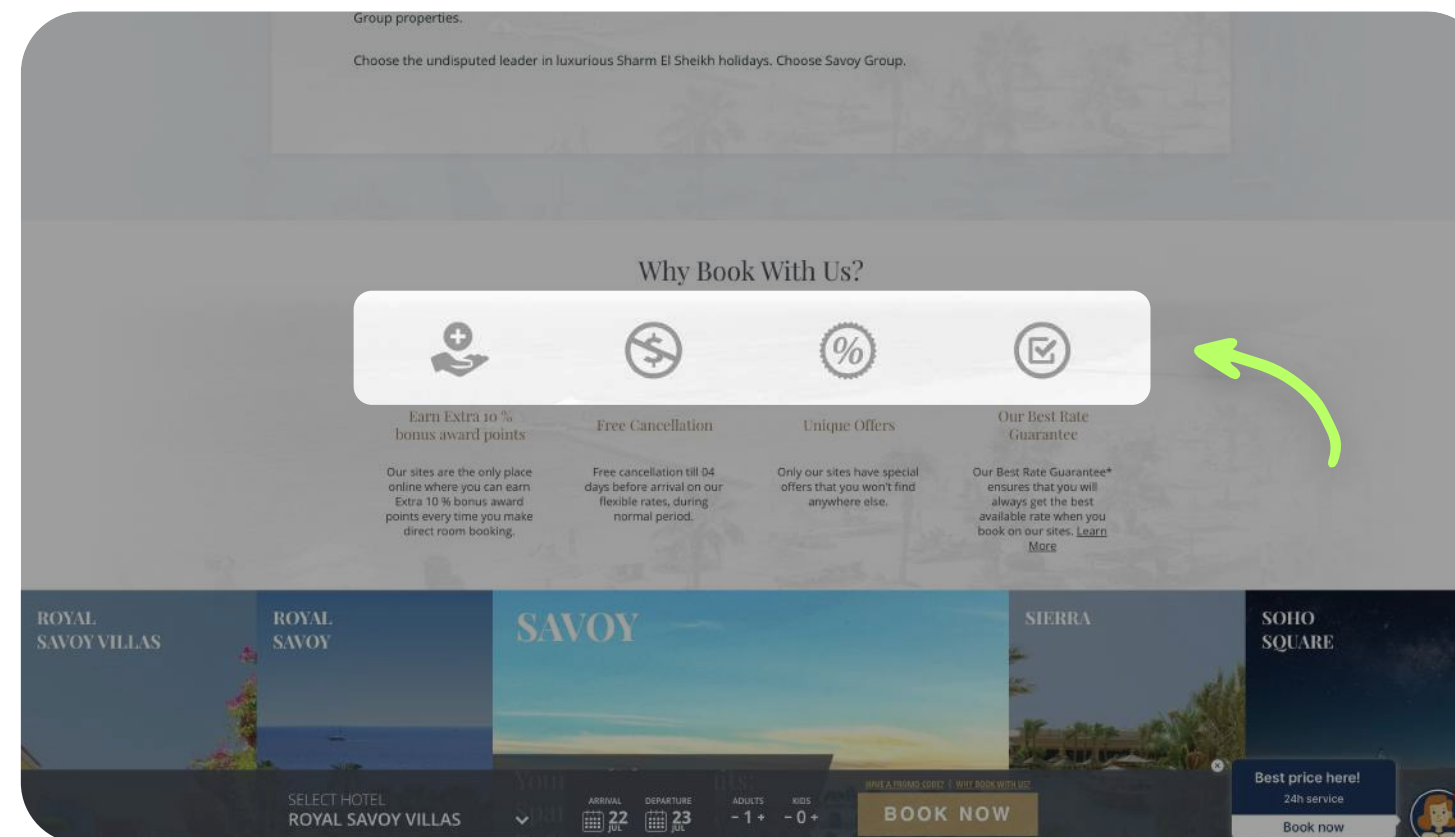 Group properties.
Choose the undisputed leader in luxurious Sharm El Sheikh holidays. Choose Savoy Group.
Why Book With Us?
Earn Extra 10 %
bonus award points
Our sites are the only place
online where you can earn
Extra 10 % bonus award
points every time you make
direct room booking.
Free Cancellation
Free cancellation till 04
days before arrival on our
flexible rates, during
normal period.
Unique Offers
Only our sites have special
offers that you won't find
anywhere else.
Our Best Rate
Guarantee
Our Best Rate Guarantee*
ensures that you will
always get the best
available rate when you
book on our sites. Learn
More
ROYAL
SAVOY VILLAS
ROYAL
SAVOY
SAVOY
SIERRA
SOHO
SQUARE
SELECT HOTEL
ROYAL SAVOY VILLAS
ARRIVAL
22
JUL
DEPARTURE
23
JUL
ADULTS
- 1 +
KIDS
- 0 +
HAVE A PROMO CODE? | WHY BOOK WITH US?
BOOK NOW
Best price here!
24h service
Book now